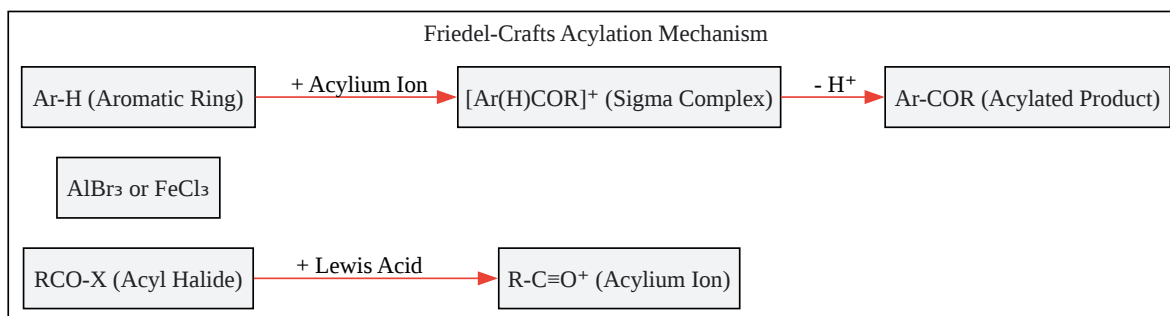 Friedel-Crafts Acylation Mechanism
Ar-H (Aromatic Ring)
+ Acylium Ion
[Ar(H)COR]⁺ (Sigma Complex)
- H⁺
Ar-COR (Acylated Product)
AlBr₃ or FeCl₃
RCO-X (Acyl Halide)
+ Lewis Acid
R-C≡O⁺ (Acylium Ion)